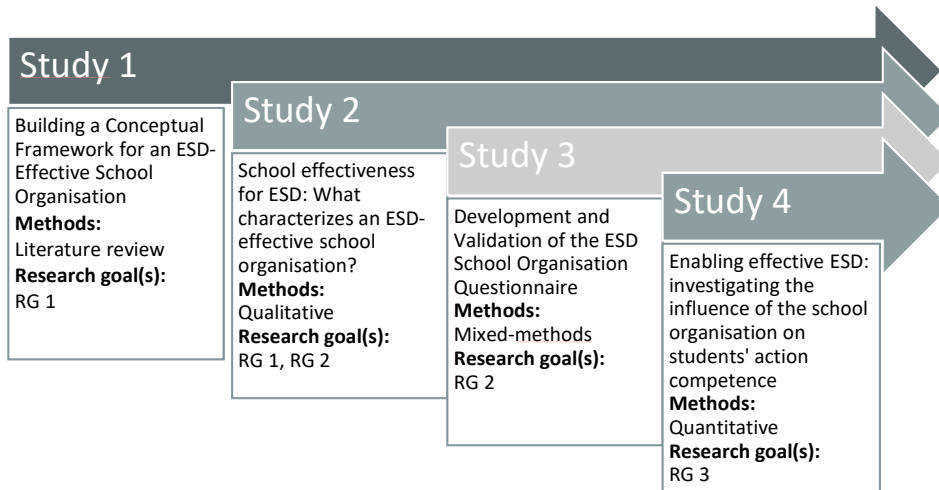 Study 1
Building a Conceptual
Framework for an ESD-
Effective School
Organisation
Methods:
Literature review
Research goal(s):
RG 1
Study 2
School effectiveness
for ESD: What
characterizes an ESD-
effective school
organisation?
Methods:
Qualitative
Research goal(s):
RG 1, RG 2
Study 3
Development and
Validation of the ESD
School Organisation
Questionnaire
Methods:
Mixed-methods
Research goal(s):
RG 2
Study 4
Enabling effective ESD:
investigating the
influence of the school
organisation on
students' action
competence
Methods:
Quantitative
Research goal(s):
RG 3